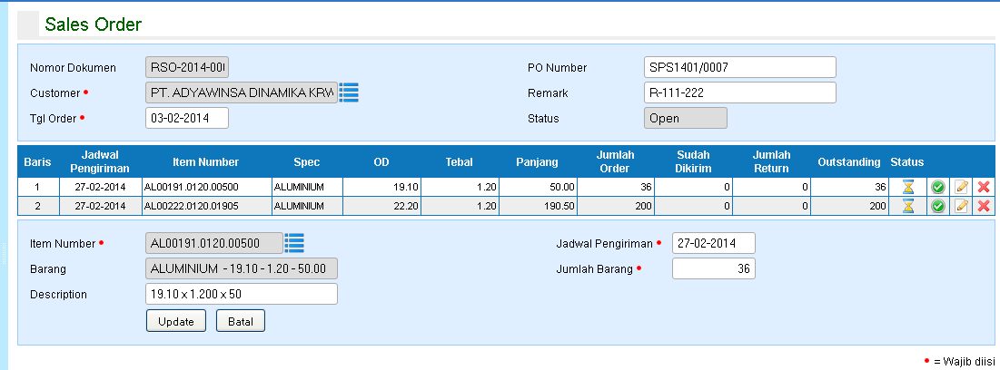 Sales Order
Nomor Dokumen RSO-2014-00 PO Number SPS1401/0007
Customer • PT. ADYAWINSA DINAMIKA KRW Remark R-111-222
Tgl Order • 03-02-2014 Status Open
Baris Jadwal Pengiriman Item Number Spec OD Tebal Panjang Jumlah Order Sudah Dikirim Jumlah Return Outstanding Status
1 27-02-2014 AL00191.0120.00500 ALUMINIUM 19.10 1.20 50.00 36 0 0 36
2 27-02-2014 AL00222.0120.01905 ALUMINIUM 22.20 1.20 190.50 200 0 0 200
Item Number • AL00191.0120.00500 Jadwal Pengiriman • 27-02-2014
Barang ALUMINIUM - 19.10 - 1.20 - 50.00 Jumlah Barang • 36
Description 19.10 x 1.200 x 50
Update Batal
• = Wajib diisi